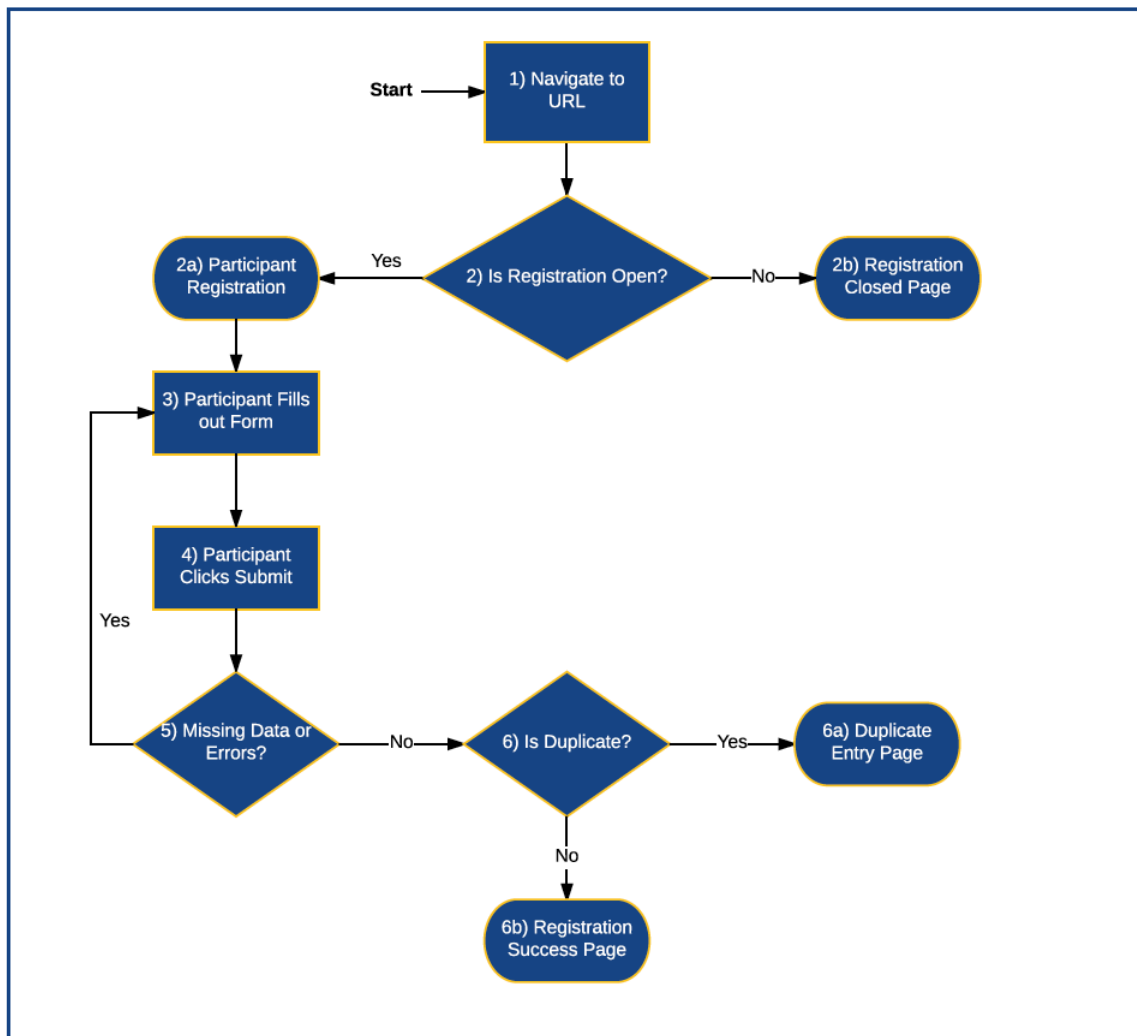 Start
1) Navigate to
URL
2) Is Registration Open?
Yes
No
2a) Participant
Registration
2b) Registration
Closed Page
3) Participant Fills
out Form
4) Participant
Clicks Submit
Yes
5) Missing Data or
Errors?
No
6) Is Duplicate?
Yes
6a) Duplicate
Entry Page
No
6b) Registration
Success Page